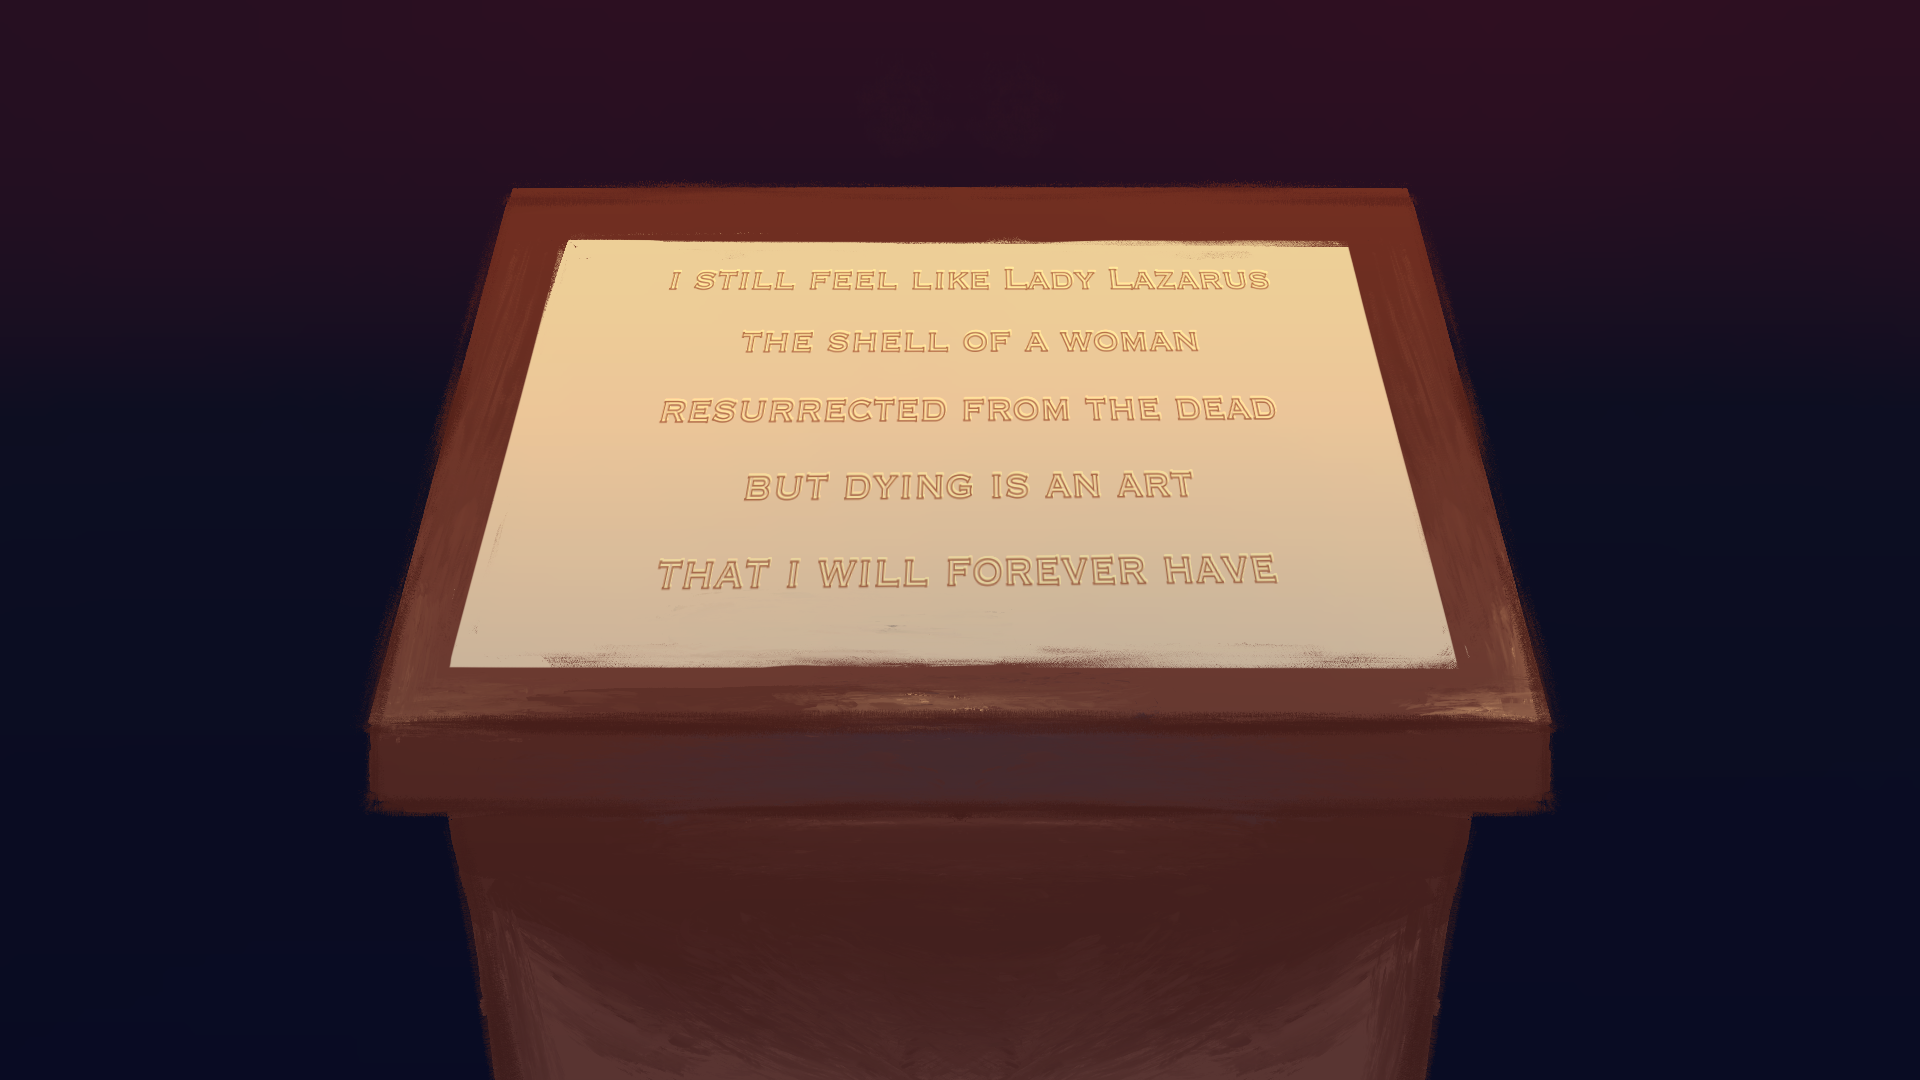 I STILL FEEL LIKE LADY LAZARUS
THE SHELL OF A WOMAN
RESURRECTED FROM THE DEAD
BUT DYING IS AN ART
THAT I WILL FOREVER HAVE